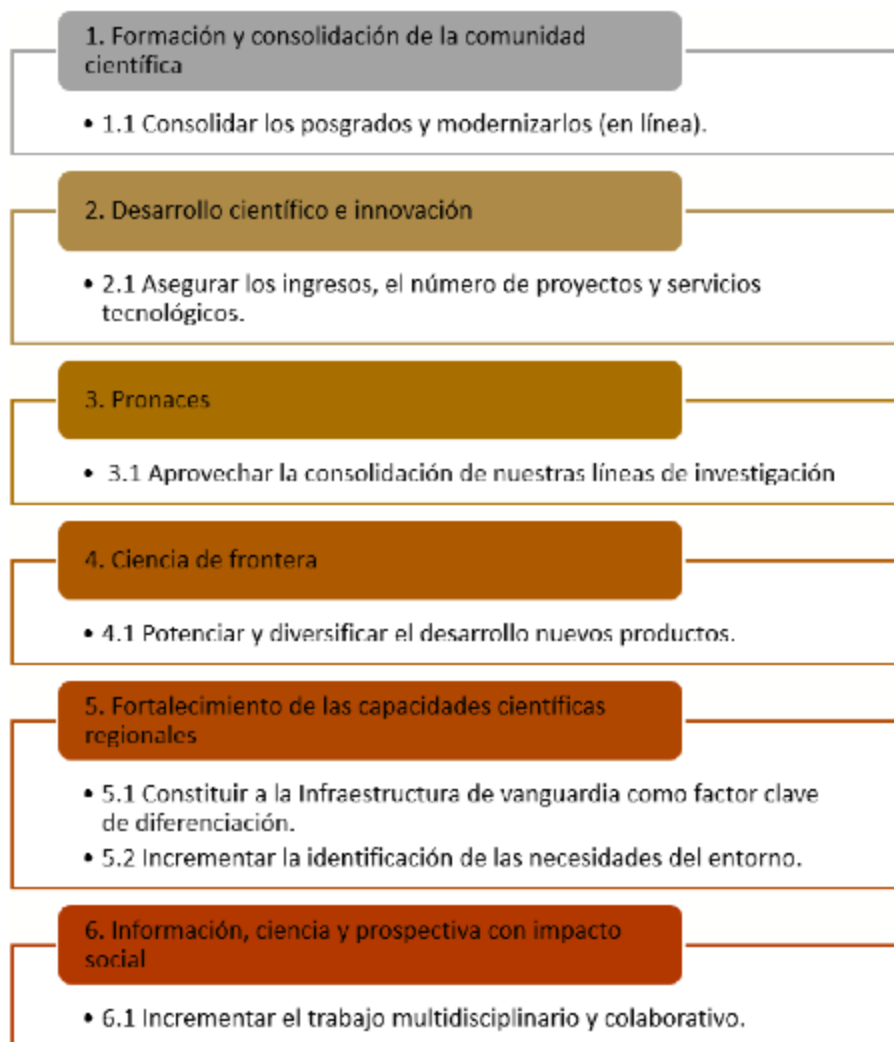 1. Formación y consolidación de la comunidad
científica
• 1.1 Consolidar los posgrados y modernizarlos (en línea).
2. Desarrollo científico e innovación
• 2.1 Asegurar los ingresos, el número de proyectos y servicios
tecnológicos.
3. Pronaces
• 3.1 Aprovechar la consolidación de nuestras líneas de investigación
4. Ciencia de frontera
• 4.1 Potenciar y diversificar el desarrollo nuevos productos.
5. Fortalecimiento de las capacidades científicas
regionales
• 5.1 Constituir a la Infraestructura de vanguardia como factor clave
de diferenciación.
• 5.2 Incrementar la identificación de las necesidades del entorno.
6. Información, ciencia y prospectiva con impacto
social
• 6.1 Incrementar el trabajo multidisciplinario y colaborativo.